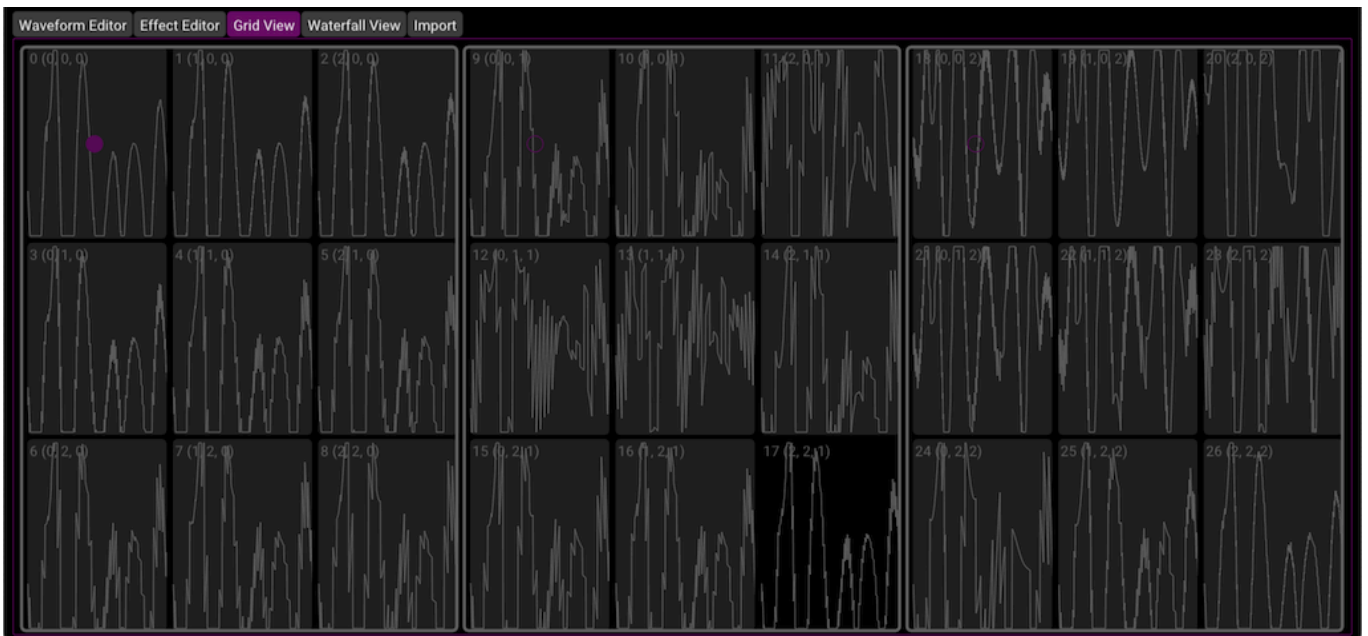 Waveform Editor Effect Editor Grid View Waterfall View Import
0 (0, 0, 0) 1 (1, 0, 0) 2 (2, 0, 0) 9 (0, 0, 1) 10 (1, 0, 1) 11 (2, 0, 1) 18 (0, 0, 2) 19 (1, 0, 2) 20 (2, 0, 2)
3 (0, 1, 0) 4 (1, 1, 0) 5 (2, 1, 0) 12 (0, 1, 1) 13 (1, 1, 1) 14 (2, 1, 1) 21 (0, 1, 2) 22 (1, 1, 2) 23 (2, 1, 2)
6 (0, 2, 0) 7 (1, 2, 0) 8 (2, 2, 0) 15 (0, 2, 1) 16 (1, 2, 1) 17 (2, 2, 1) 24 (0, 2, 2) 25 (1, 2, 2) 26 (2, 2, 2)